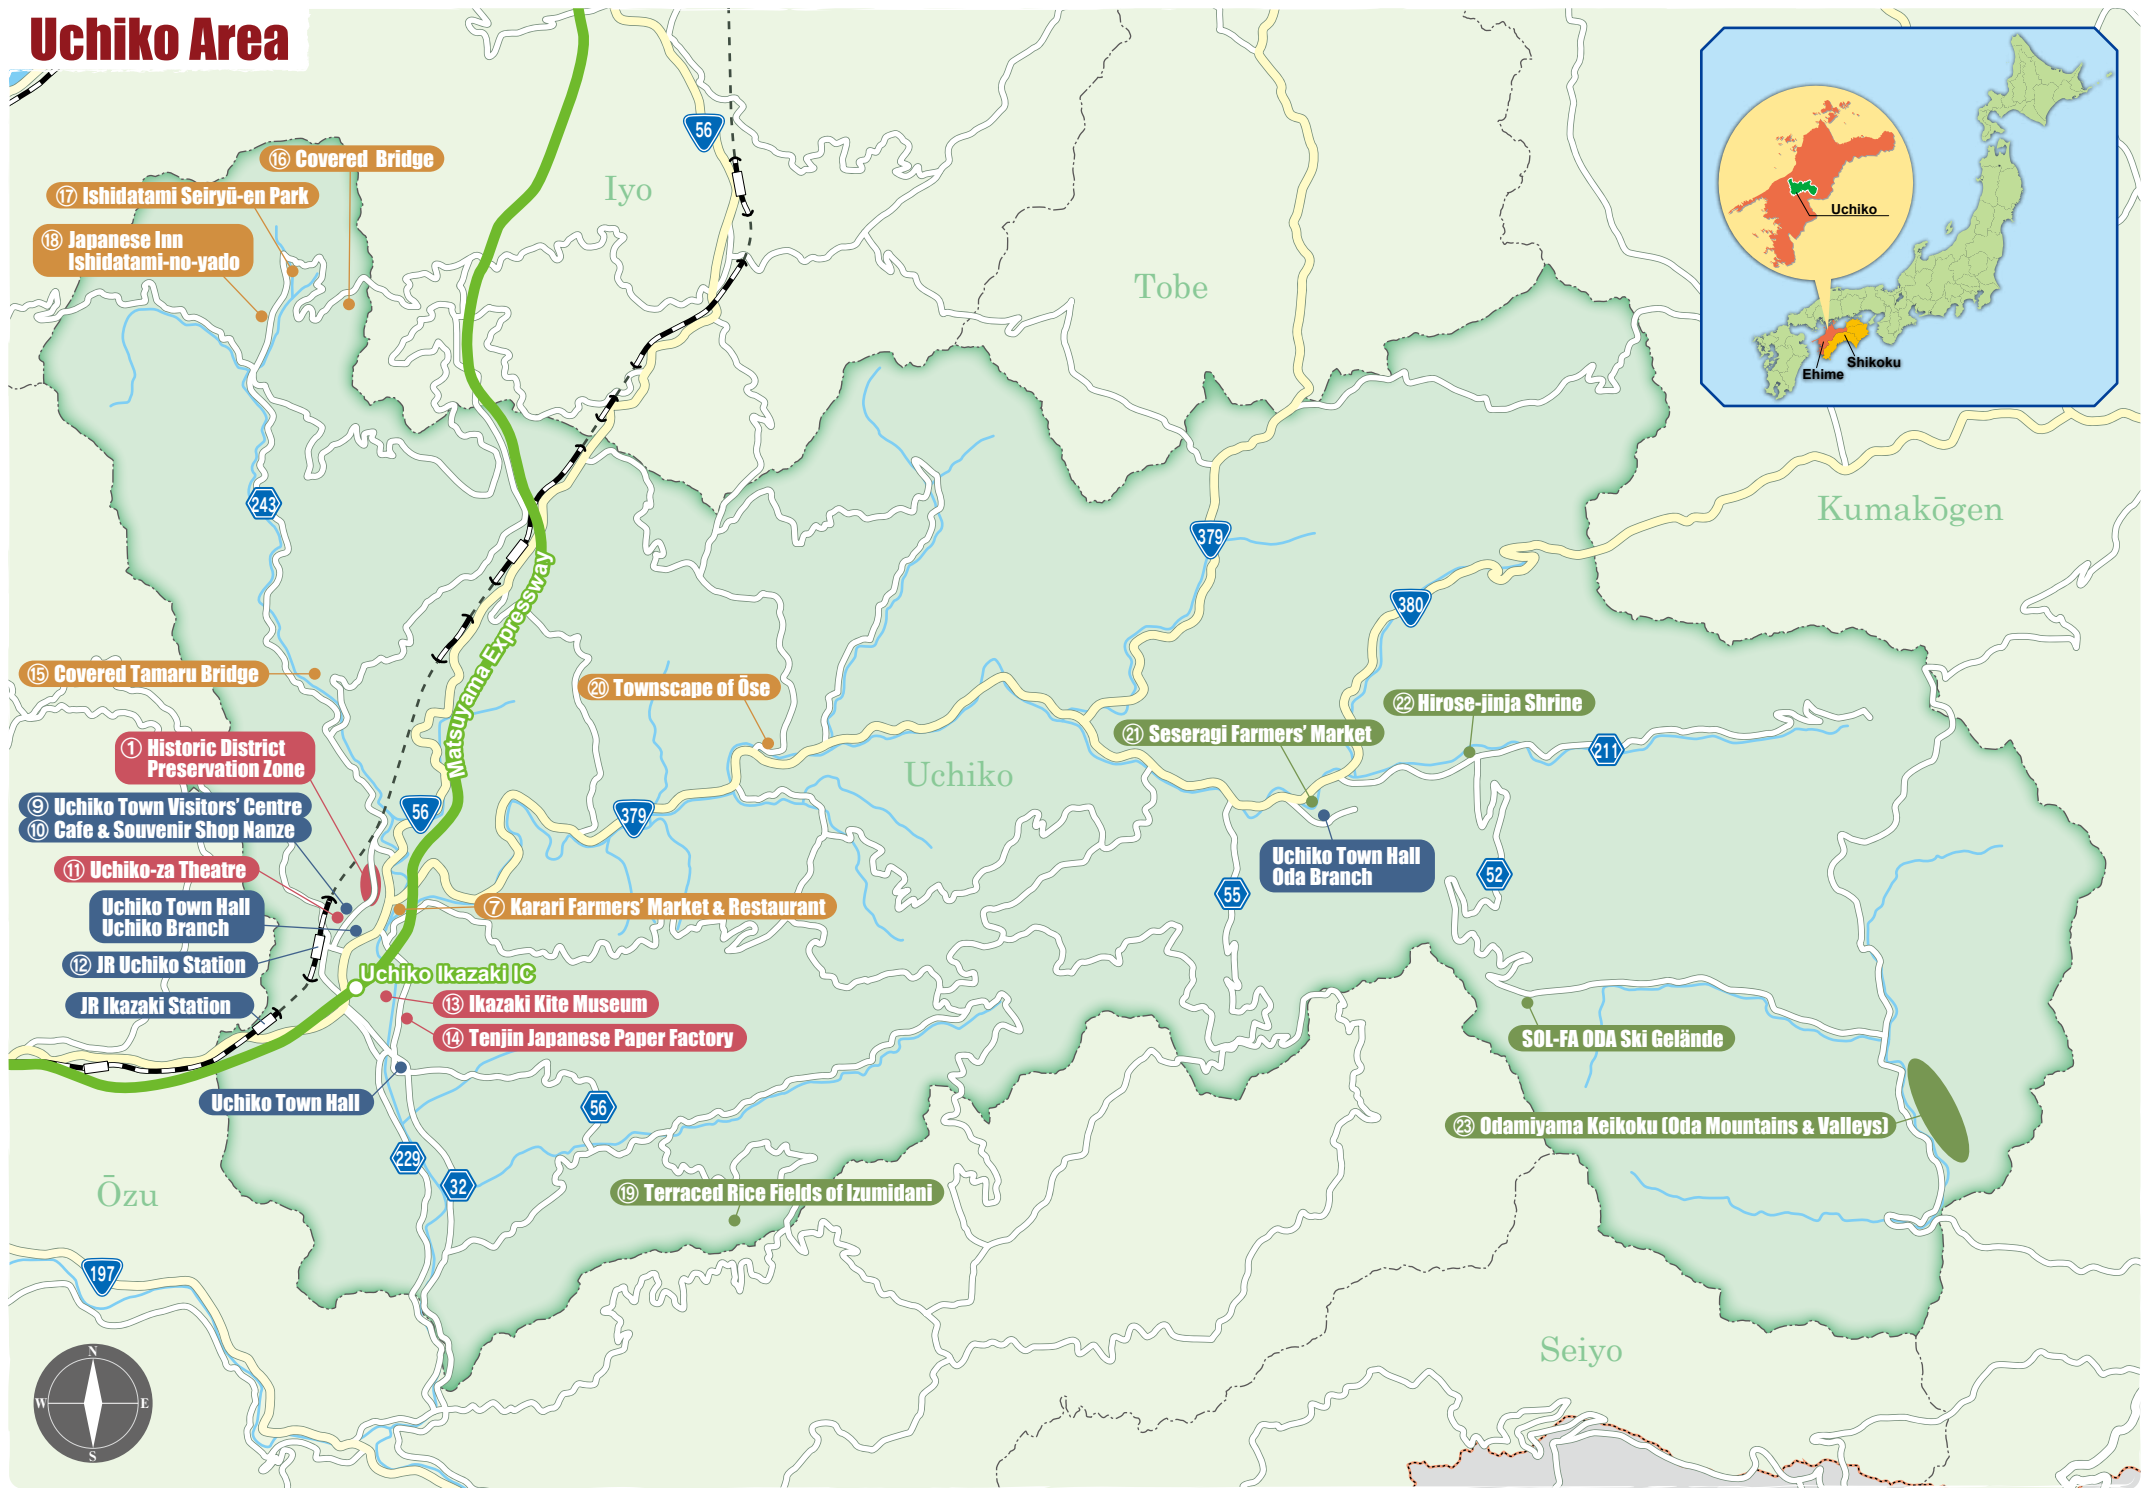 Uchiko Area
56
Iyo
Tobe
Uchiko
Ehime
Shikoku
⑯ Covered Bridge
⑰ Ishidatami Seiryū-en Park
⑱ Japanese Inn
Ishidatami-no-yado
243
379
Kumakōgen
380
Matsuyama Expressway
⑮ Covered Tamaru Bridge
⑳ Townscape of Ōse
㉒ Hirose-jinja Shrine
㉑ Seseragi Farmers' Market
211
① Historic District
Preservation Zone
Uchiko
⑨ Uchiko Town Visitors' Centre
⑩ Cafe & Souvenir Shop Nanze
56
379
⑪ Uchiko-za Theatre
Uchiko Town Hall
Oda Branch
52
55
Uchiko Town Hall
Uchiko Branch
⑦ Karari Farmers' Market & Restaurant
⑫ JR Uchiko Station
Uchiko Ikazaki IC
JR Ikazaki Station
⑬ Ikazaki Kite Museum
⑭ Tenjin Japanese Paper Factory
SOL-FA ODA Ski Gelände
Uchiko Town Hall
56
㉓ Odamiyama Keikoku (Oda Mountains & Valleys)
229
32
Ōzu
⑲ Terraced Rice Fields of Izumidani
197
Seiyo
N
W
E
S